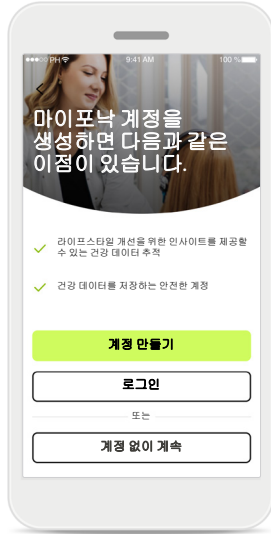 PH 9:41 AM 100 %
마이포낙 계정을
생성하면 다음과 같은
이점이 있습니다.
라이프스타일 개선을 위한 인사이트를 제공할
수 있는 건강 데이터 추적
건강 데이터를 저장하는 안전한 계정
계정 만들기
로그인
또는
계정 없이 계속